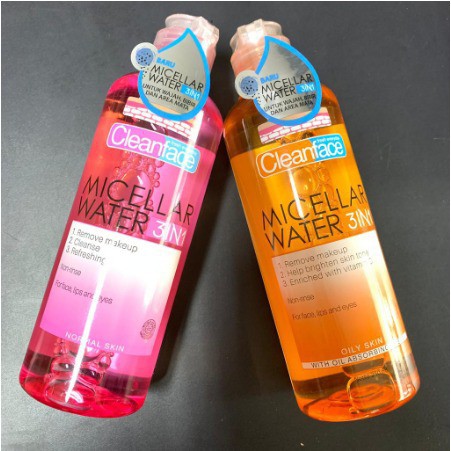 BARU
MICELLAR
WATER 3IN1
UNTUK WAJAH, BIBIR
DAN AREA MATA
Cleanface
MICELLAR
WATER 3IN1
1. Remove makeup
2. Cleanse
3. Refreshing
Non-rinse
For face, lips and eyes
NORMAL SKIN
BARU
MICELLAR
WATER 3IN1
UNTUK WAJAH, BIBIR
DAN AREA MATA
Cleanface
MICELLAR
WATER 3IN1
1. Remove makeup
2. Help brighten skin tone
3. Enriched with vitamin
Non-rinse
For face, lips and eyes
OILY SKIN
WITH OIL ABSORBING